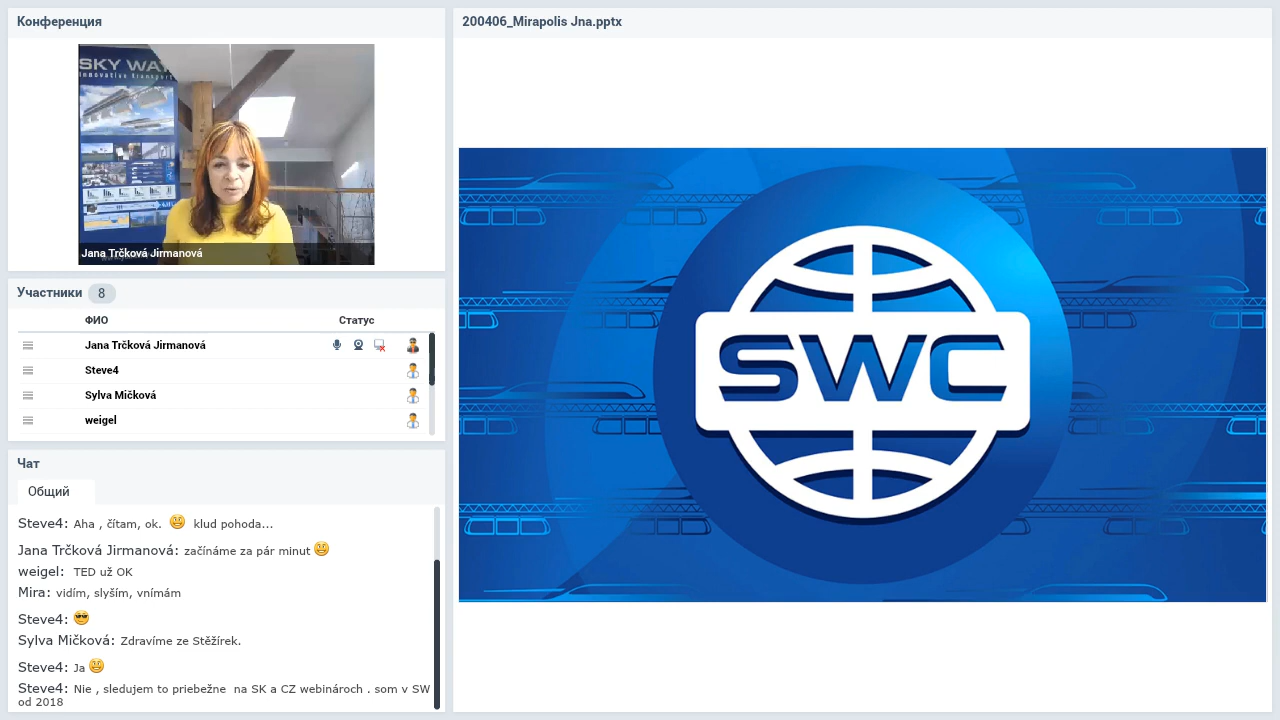 Конференция
SKY WAY
Innovative Transport
Jana Trčková Jirmanová
Участники 8
ФИО Статус
Jana Trčková Jirmanová
Steve4
Sylva Mičková
weigel
Чат
Общий
Steve4: Aha , čítam, ok. klud pohoda...
Jana Trčková Jirmanová: začínáme za pár minut
weigel: TED už OK
Mira: vidím, slyším, vnímám
Steve4:
Sylva Mičková: Zdravíme ze Stěžírek.
Steve4: Ja
Steve4: Nie , sledujem to priebežne na SK a CZ webinároch . som v SW
od 2018
200406_Mirapolis Jna.pptx
SWC